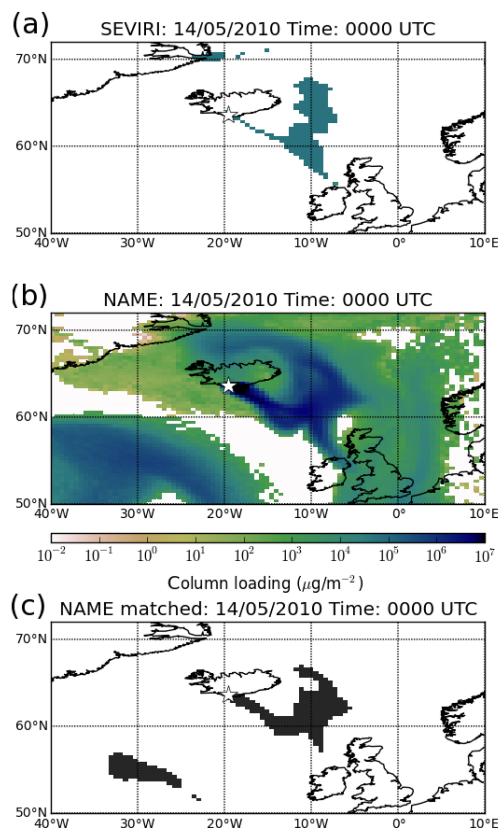 (a)
SEVIRI: 14/05/2010 Time: 0000 UTC
70°N
60°N
50°N
40°W 30°W 20°W 10°W 0° 10°E
(b)
NAME: 14/05/2010 Time: 0000 UTC
70°N
60°N
50°N
40°W 30°W 20°W 10°W 0° 10°E
10⁻² 10⁻¹ 10⁰ 10¹ 10² 10³ 10⁴ 10⁵ 10⁶ 10⁷
Column loading (μg/m⁻²)
(c)
NAME matched: 14/05/2010 Time: 0000 UTC
70°N
60°N
50°N
40°W 30°W 20°W 10°W 0° 10°E